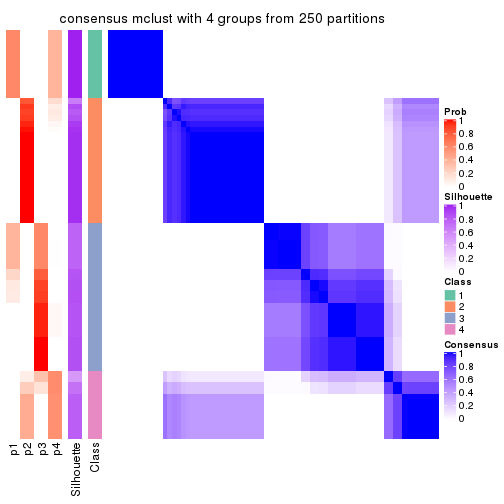 consensus mclust with 4 groups from 250 partitions
Prob
1
0.8
0.6
0.4
0.2
0
Silhouette
1
0.8
0.6
0.4
0.2
0
Class
1
2
3
4
Consensus
1
0.8
0.6
0.4
0.2
0
p1
p2
p3
p4
Silhouette
Class